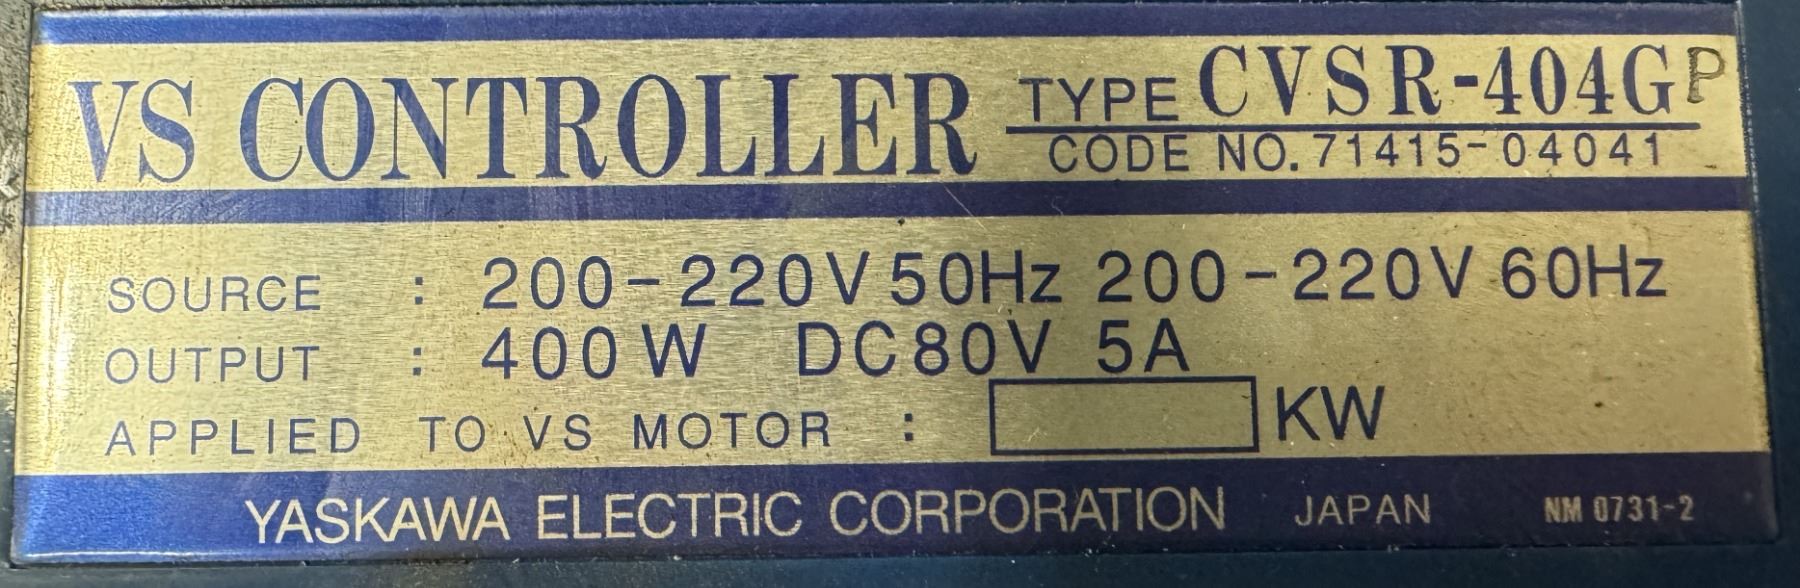 VS CONTROLLER TYPE CVSR-404GP
CODE NO. 71415-04041
SOURCE : 200-220V 50Hz 200-220V 60Hz
OUTPUT : 400W DC80V 5A
APPLIED TO VS MOTOR : KW
YASKAWA ELECTRIC CORPORATION JAPAN NM 0731-2